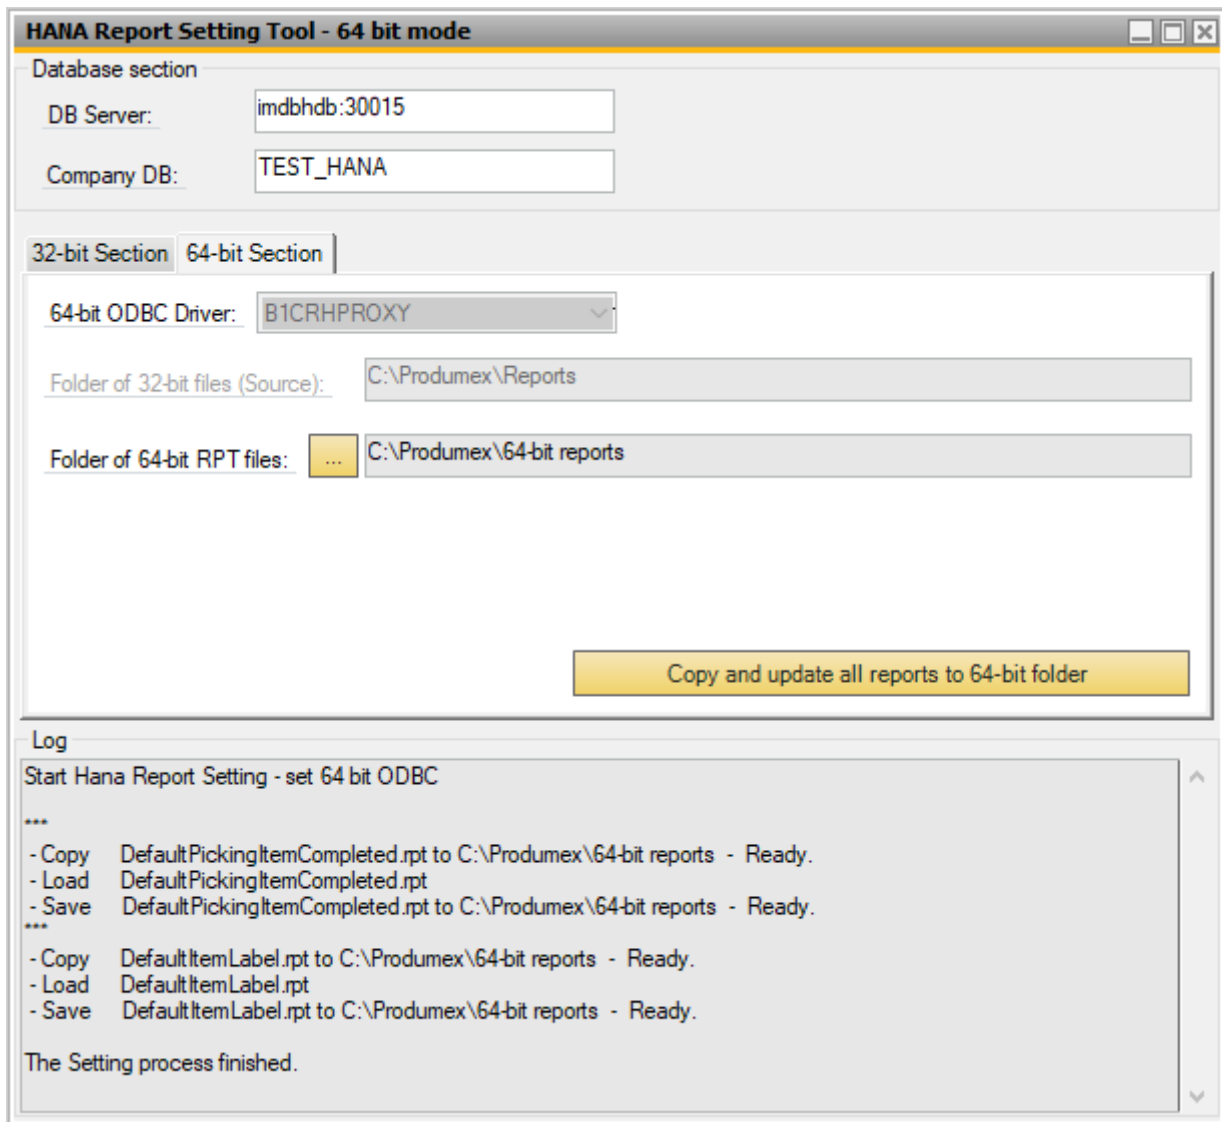 HANA Report Setting Tool - 64 bit mode
Database section
DB Server: imdbhdb:30015
Company DB: TEST_HANA
32-bit Section 64-bit Section
64-bit ODBC Driver: B1CRHPROXY
Folder of 32-bit files (Source): C:\Produmex\Reports
Folder of 64-bit RPT files: ... C:\Produmex\64-bit reports
Copy and update all reports to 64-bit folder
Log
Start Hana Report Setting - set 64 bit ODBC
***
- Copy DefaultPickingItemCompleted.rpt to C:\Produmex\64-bit reports - Ready.
- Load DefaultPickingItemCompleted.rpt
- Save DefaultPickingItemCompleted.rpt to C:\Produmex\64-bit reports - Ready.
***
- Copy DefaultItemLabel.rpt to C:\Produmex\64-bit reports - Ready.
- Load DefaultItemLabel.rpt
- Save DefaultItemLabel.rpt to C:\Produmex\64-bit reports - Ready.
The Setting process finished.